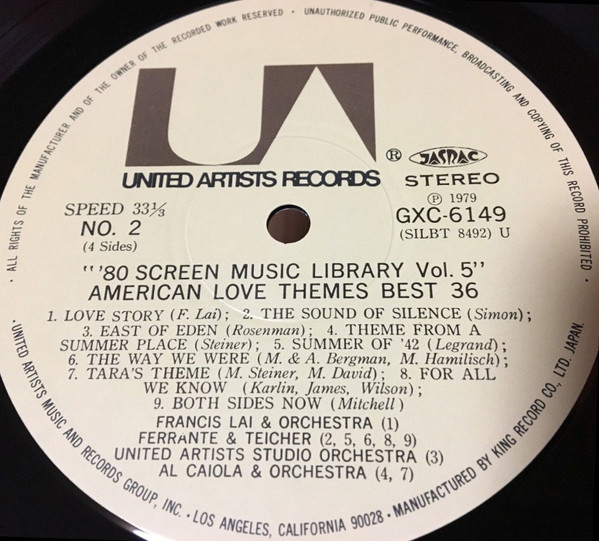 • ALL RIGHTS OF THE MANUFACTURER AND OF THE OWNER OF THE RECORDED WORK RESERVED • UNAUTHORIZED PUBLIC PERFORMANCE, BROADCASTING AND COPYING OF THIS RECORD PROHIBITED •
UA
UNITED ARTISTS RECORDS
® JASRAC
SPEED 33⅓ STEREO
NO. 2 Ⓟ 1979
(4 Sides) GXC-6149
(SILBT 8492) U
"'80 SCREEN MUSIC LIBRARY Vol. 5"
AMERICAN LOVE THEMES BEST 36
1. LOVE STORY (F. Lai); 2. THE SOUND OF SILENCE (Simon);
3. EAST OF EDEN (Rosenman); 4. THEME FROM A
SUMMER PLACE (Steiner); 5. SUMMER OF '42 (Legrand);
6. THE WAY WE WERE (M. & A. Bergman, M. Hamilisch);
7. TARA'S THEME (M. Steiner, M. David); 8. FOR ALL
WE KNOW (Karlin, James, Wilson);
9. BOTH SIDES NOW (Mitchell)
FRANCIS LAI & ORCHESTRA (1)
FERRANTE & TEICHER (2, 5, 6, 8, 9)
UNITED ARTISTS STUDIO ORCHESTRA (3)
AL CAIOLA & ORCHESTRA (4, 7)
UNITED ARTISTS MUSIC AND RECORDS GROUP, INC. • LOS ANGELES, CALIFORNIA 90028 • MANUFACTURED BY KING RECORD CO., LTD. JAPAN.